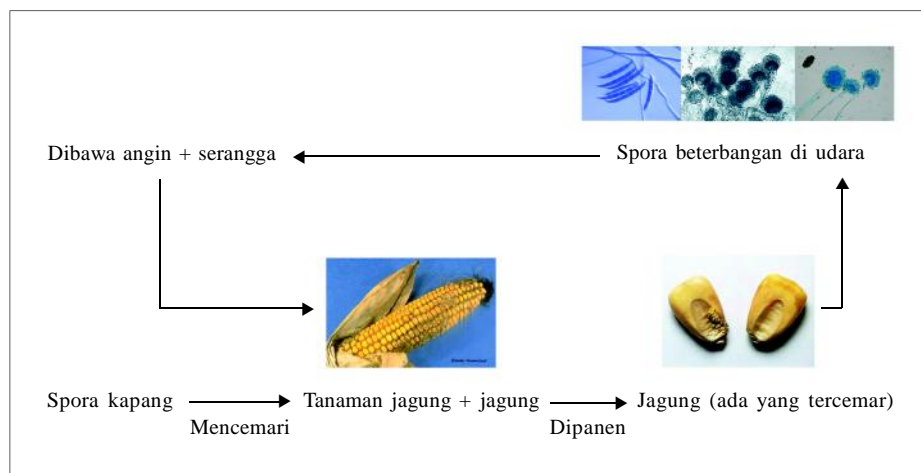 Dibawa angin + serangga
Spora beterbangan di udara
Spora kapang
Mencemari
Tanaman jagung + jagung
Dipanen
Jagung (ada yang tercemar)